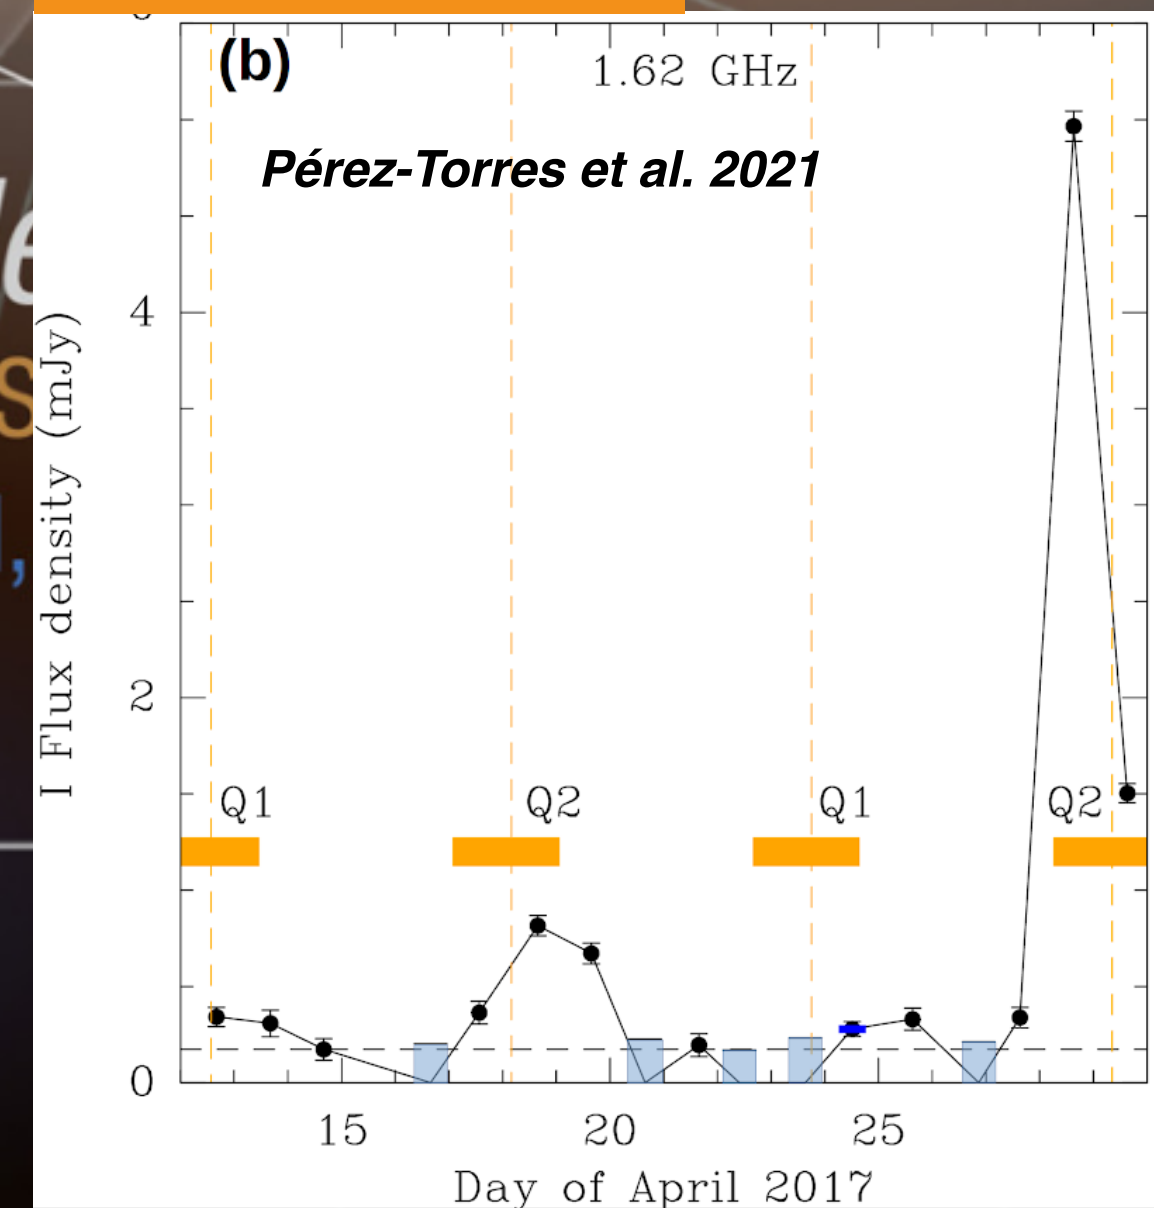 (b)
1.62 GHz
Pérez-Torres et al. 2021
4
2
0
I Flux density (mJy)
Q1
Q2
Q1
Q2
15
20
25
Day of April 2017